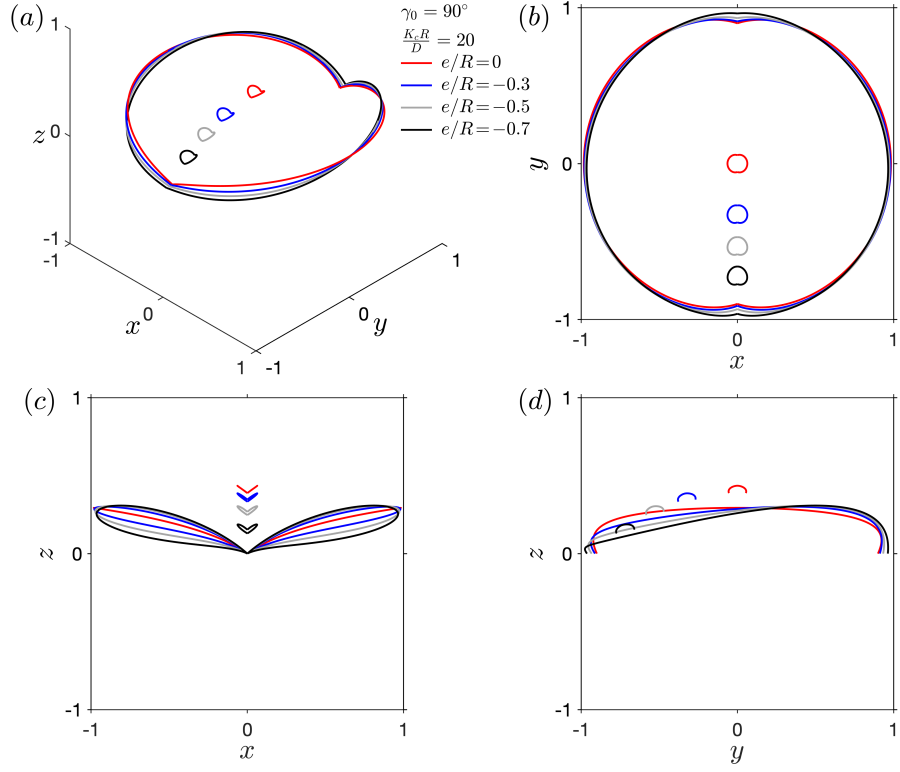 (a)
1
z 0
-1
-1
0
x
1
-1
0
y
1
γ₀ = 90°
K_c R / D = 20
e/R=0
e/R=−0.3
e/R=−0.5
e/R=−0.7
(b)
1
y 0
-1
-1 0 1
x
(c)
1
z 0
-1
-1 0 1
x
(d)
1
z 0
-1
-1 0 1
y